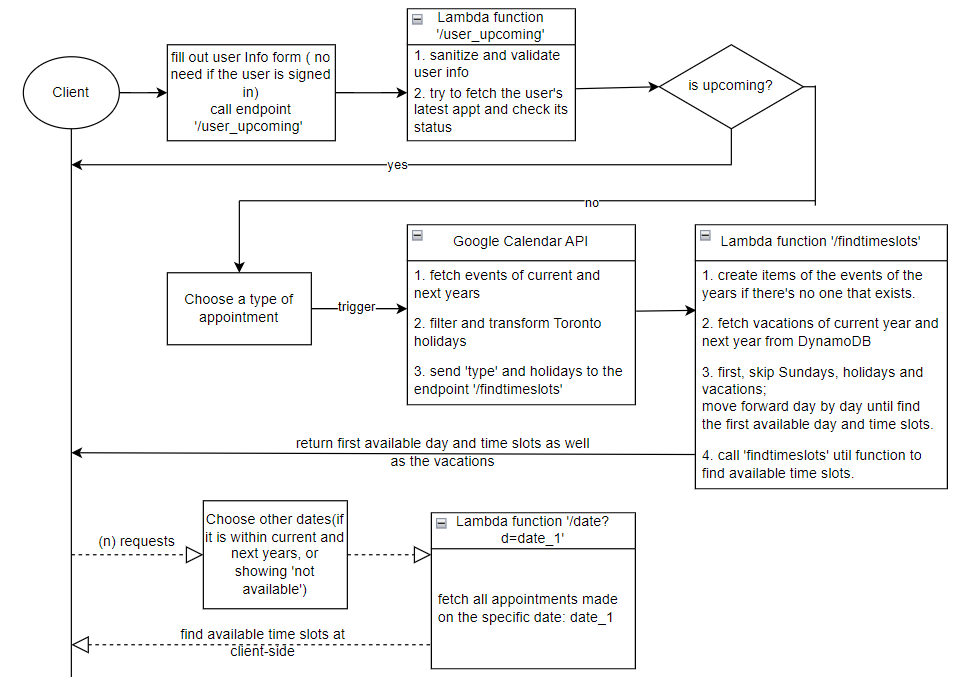 Client
fill out user Info form ( no
need if the user is signed
in)
call endpoint
'/user_upcoming'
Lambda function
'/user_upcoming'
1. sanitize and validate
user info
2. try to fetch the user's
latest appt and check its
status
is upcoming?
yes
no
Choose a type of
appointment
trigger
Google Calendar API
1. fetch events of current and
next years
2. filter and transform Toronto
holidays
3. send 'type' and holidays to the
endpoint '/findtimeslots'
Lambda function '/findtimeslots'
1. create items of the events of the
years if there's no one that exists.
2. fetch vacations of current year and
next year from DynamoDB
3. first, skip Sundays, holidays and
vacations;
move forward day by day until find
the first available day and time slots.
4. call 'findtimeslots' util function to
find available time slots.
return first available day and time slots as well
as the vacations
(n) requests
Choose other dates(if
it is within current and
next years, or
showing 'not
available')
Lambda function '/date?
d=date_1'
fetch all appointments made
on the specific date: date_1
find available time slots at
client-side